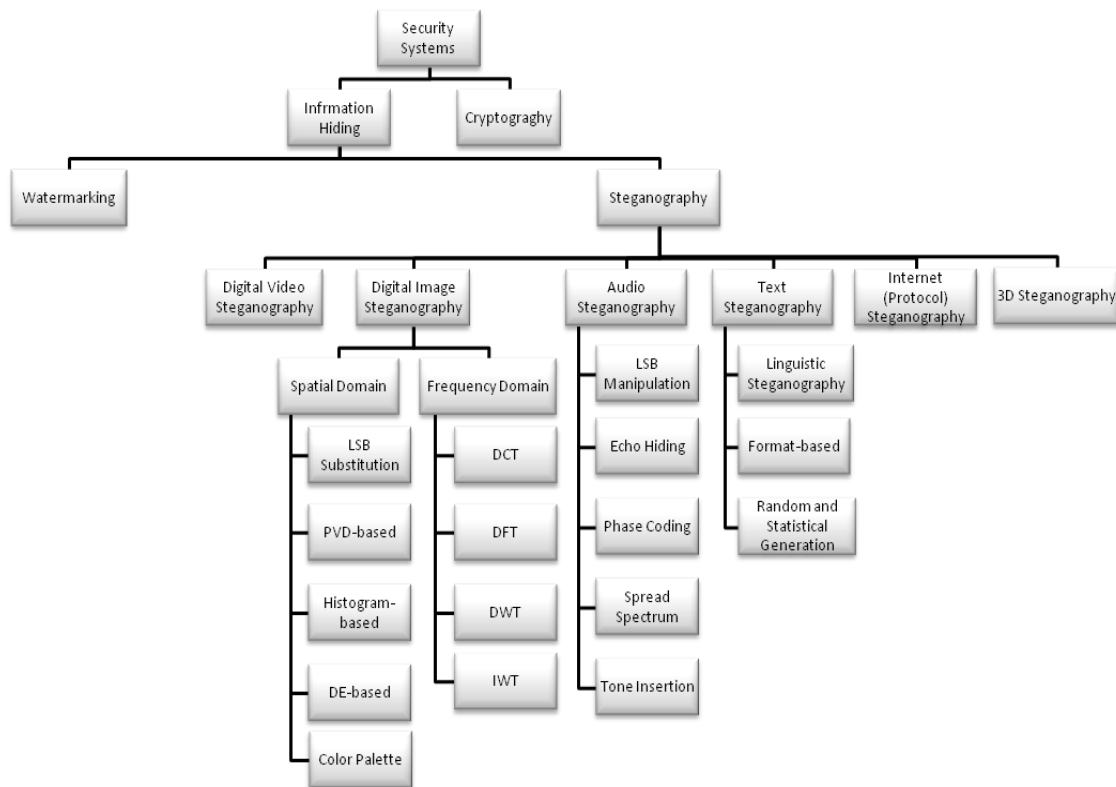 Security
Systems
Infrmation
Hiding
Cryptograghy
Watermarking
Steganography
Digital Video
Steganography
Digital Image
Steganography
Audio
Steganography
Text
Steganography
Internet
(Protocol)
Steganography
3D Steganography
Spatial Domain
Frequency Domain
LSB
Substitution
PVD-based
Histogram-
based
DE-based
Color Palette
DCT
DFT
DWT
IWT
LSB
Manipulation
Echo Hiding
Phase Coding
Spread
Spectrum
Tone Insertion
Linguistic
Steganography
Format-based
Random and
Statistical
Generation